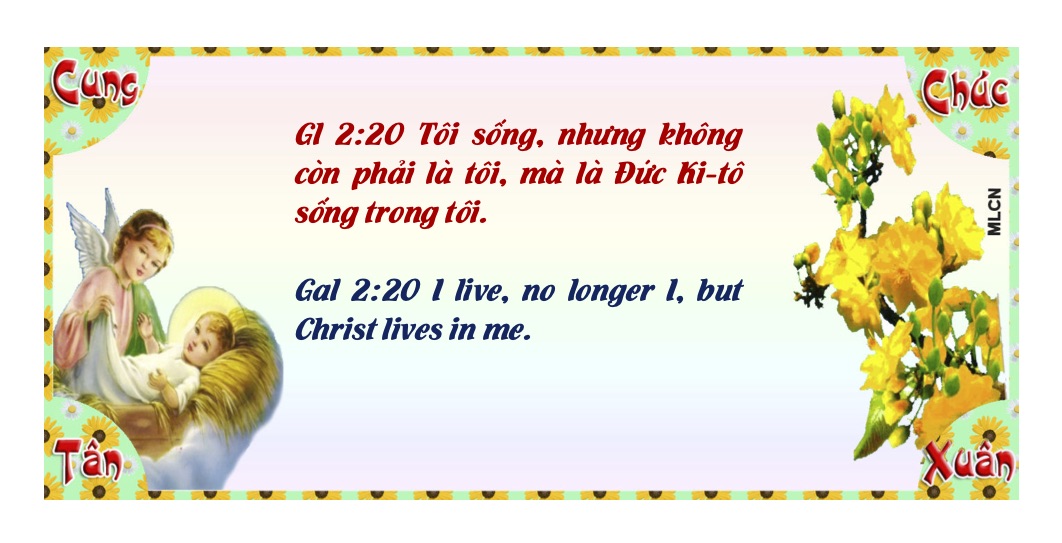 Cung
Chúc
Gl 2:20 Tôi sống, nhưng không
còn phải là tôi, mà là Đức Ki-tô
sống trong tôi.
MLCN
Gal 2:20 I live, no longer I, but
Christ lives in me.
Tân
Xuân